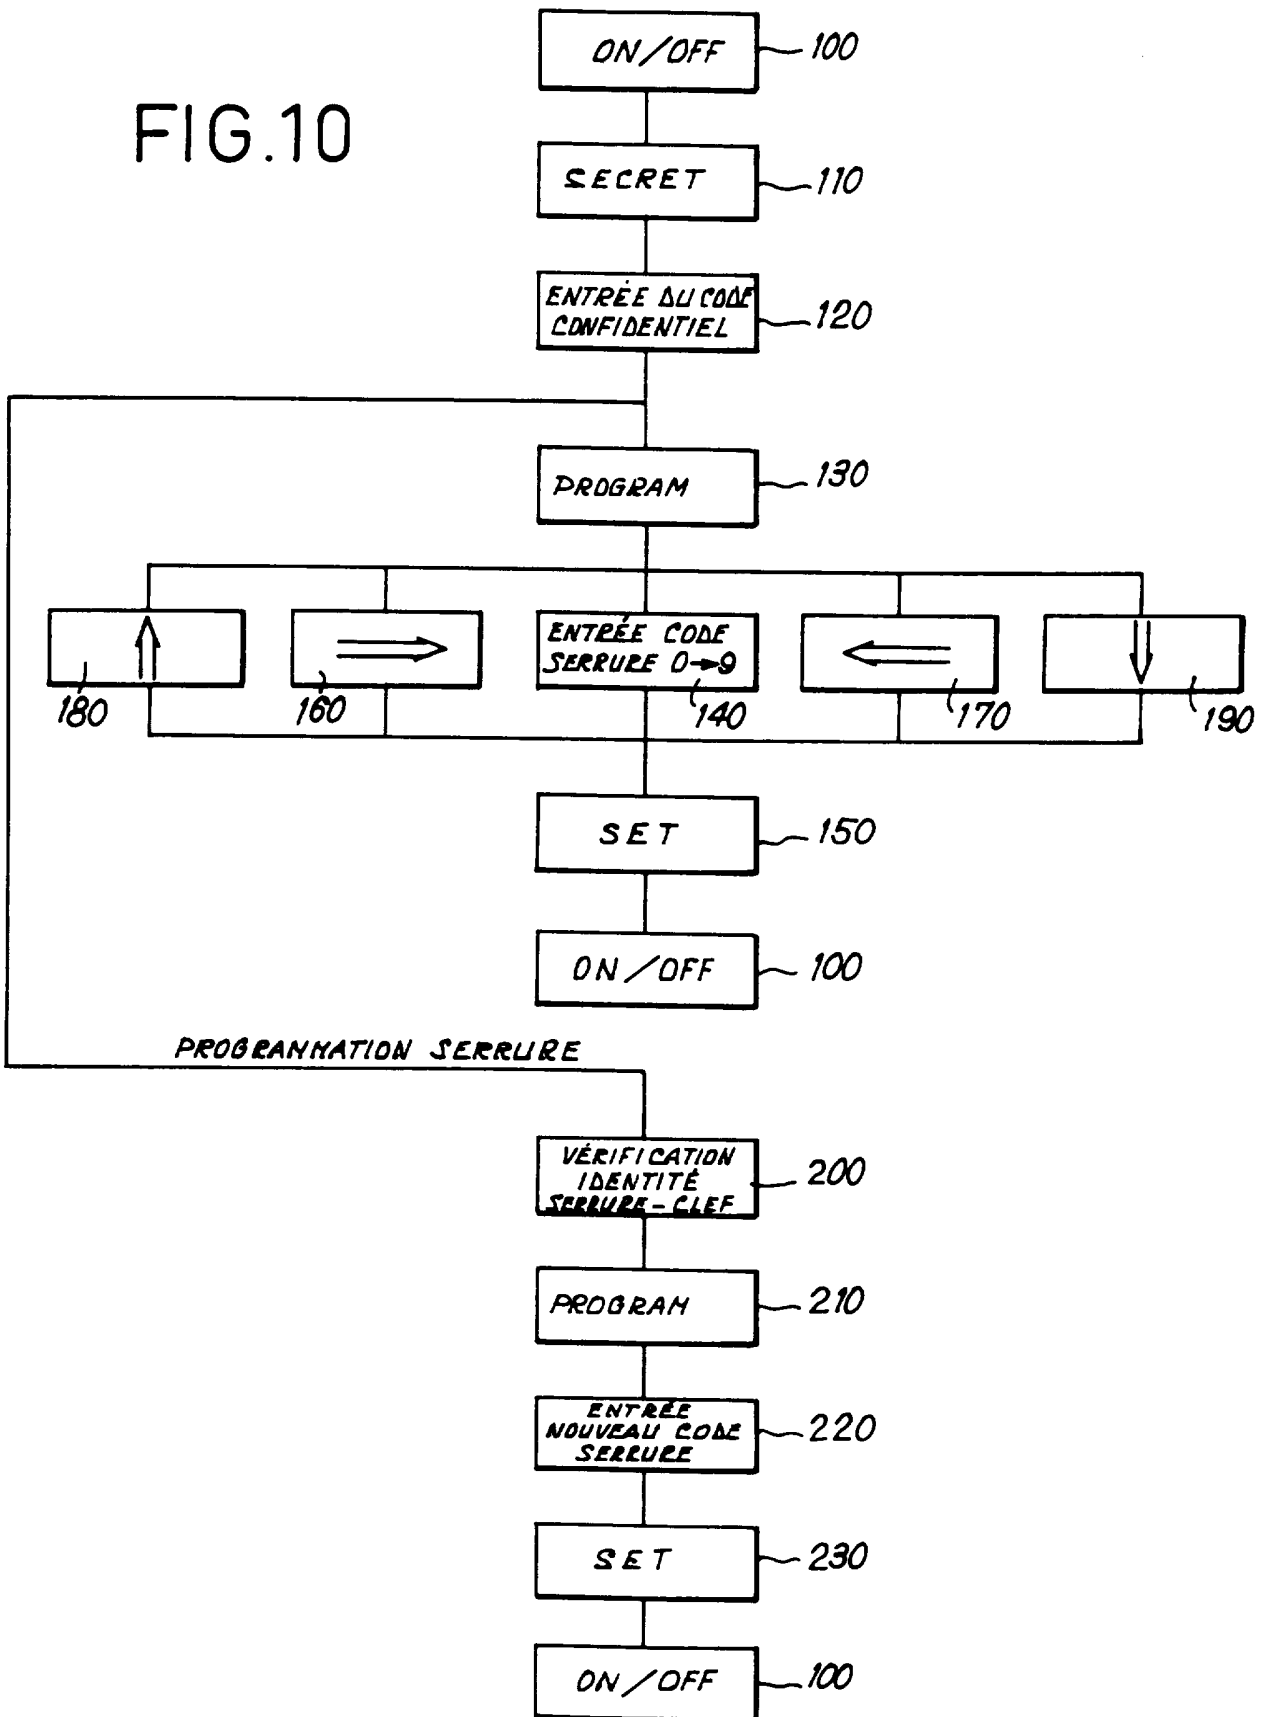 FIG.10
ON/OFF 100
SECRET 110
ENTRÉE DU CODE
CONFIDENTIEL 120
PROGRAM 130
180
160
ENTRÉE CODE
SERRURE 0→9
140
170
190
SET 150
ON/OFF 100
PROGRAMMATION SERRURE
VÉRIFICATION
IDENTITÉ
SERRURE-CLEF 200
PROGRAM 210
ENTRÉE
NOUVEAU CODE
SERRURE 220
SET 230
ON/OFF 100